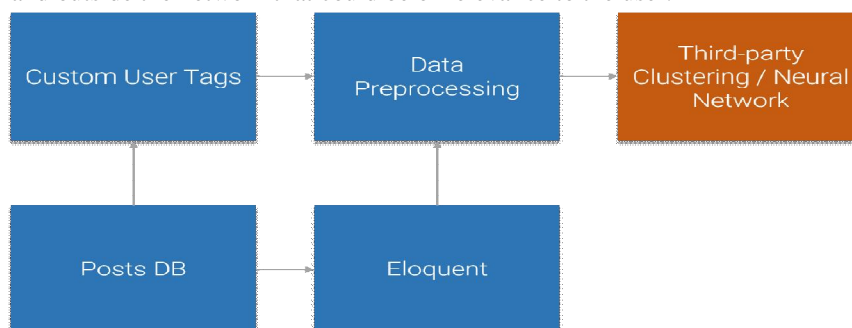 Custom User Tags
Data
Preprocessing
Third-party
Clustering / Neural
Network
Posts DB
Eloquent